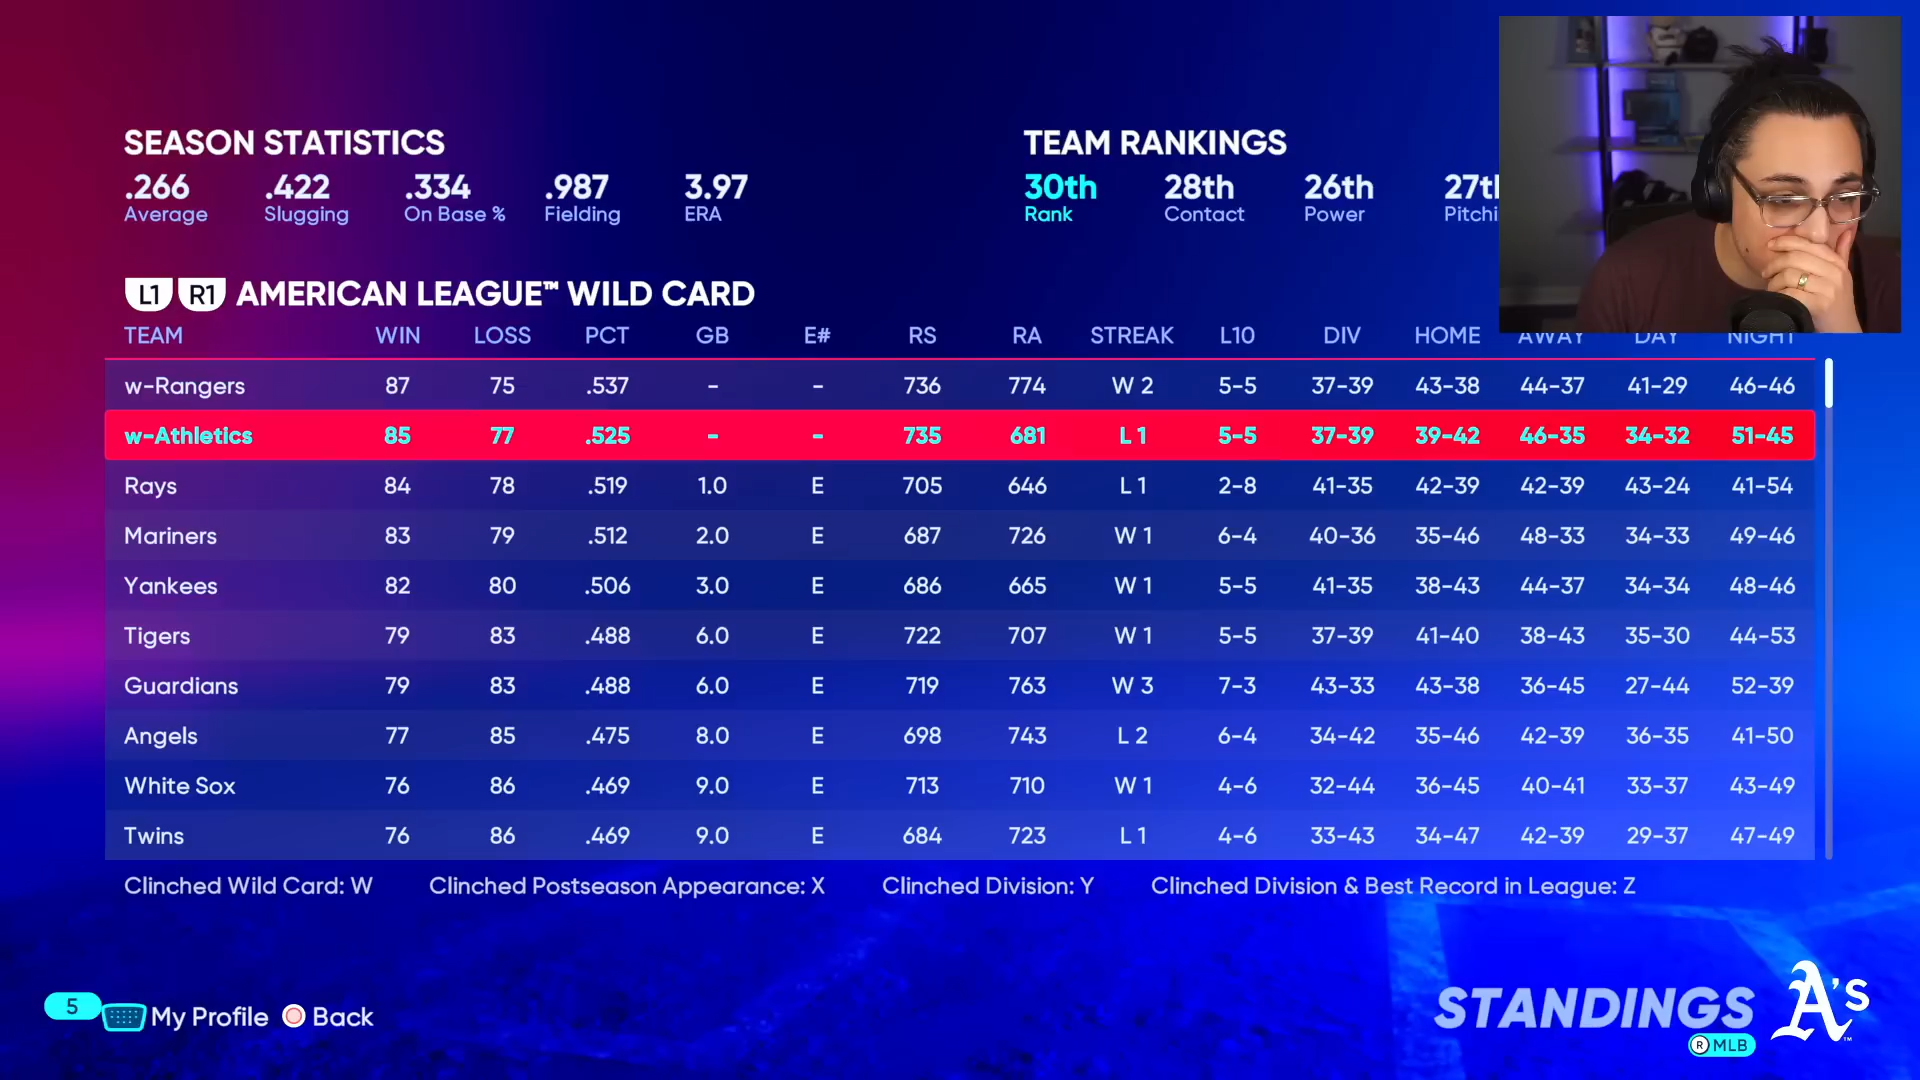 SEASON STATISTICS
.266 .422 .334 .987 3.97
Average Slugging On Base % Fielding ERA
TEAM RANKINGS
30th 28th 26th 27th
Rank Contact Power Pitchi
L1 R1 AMERICAN LEAGUE™ WILD CARD
TEAM WIN LOSS PCT GB E# RS RA STREAK L10 DIV HOME AWAY DAY NIGHT
w-Rangers 87 75 .537 - - 736 774 W 2 5-5 37-39 43-38 44-37 41-29 46-46
w-Athletics 85 77 .525 - - 735 681 L 1 5-5 37-39 39-42 46-35 34-32 51-45
Rays 84 78 .519 1.0 E 705 646 L 1 2-8 41-35 42-39 42-39 43-24 41-54
Mariners 83 79 .512 2.0 E 687 726 W 1 6-4 40-36 35-46 48-33 34-33 49-46
Yankees 82 80 .506 3.0 E 686 665 W 1 5-5 41-35 38-43 44-37 34-34 48-46
Tigers 79 83 .488 6.0 E 722 707 W 1 5-5 37-39 41-40 38-43 35-30 44-53
Guardians 79 83 .488 6.0 E 719 763 W 3 7-3 43-33 43-38 36-45 27-44 52-39
Angels 77 85 .475 8.0 E 698 743 L 2 6-4 34-42 35-46 42-39 36-35 41-50
White Sox 76 86 .469 9.0 E 713 710 W 1 4-6 32-44 36-45 40-41 33-37 43-49
Twins 76 86 .469 9.0 E 684 723 L 1 4-6 33-43 34-47 42-39 29-37 47-49
Clinched Wild Card: W Clinched Postseason Appearance: X Clinched Division: Y Clinched Division & Best Record in League: Z
5 My Profile Back
STANDINGS A's™
R MLB